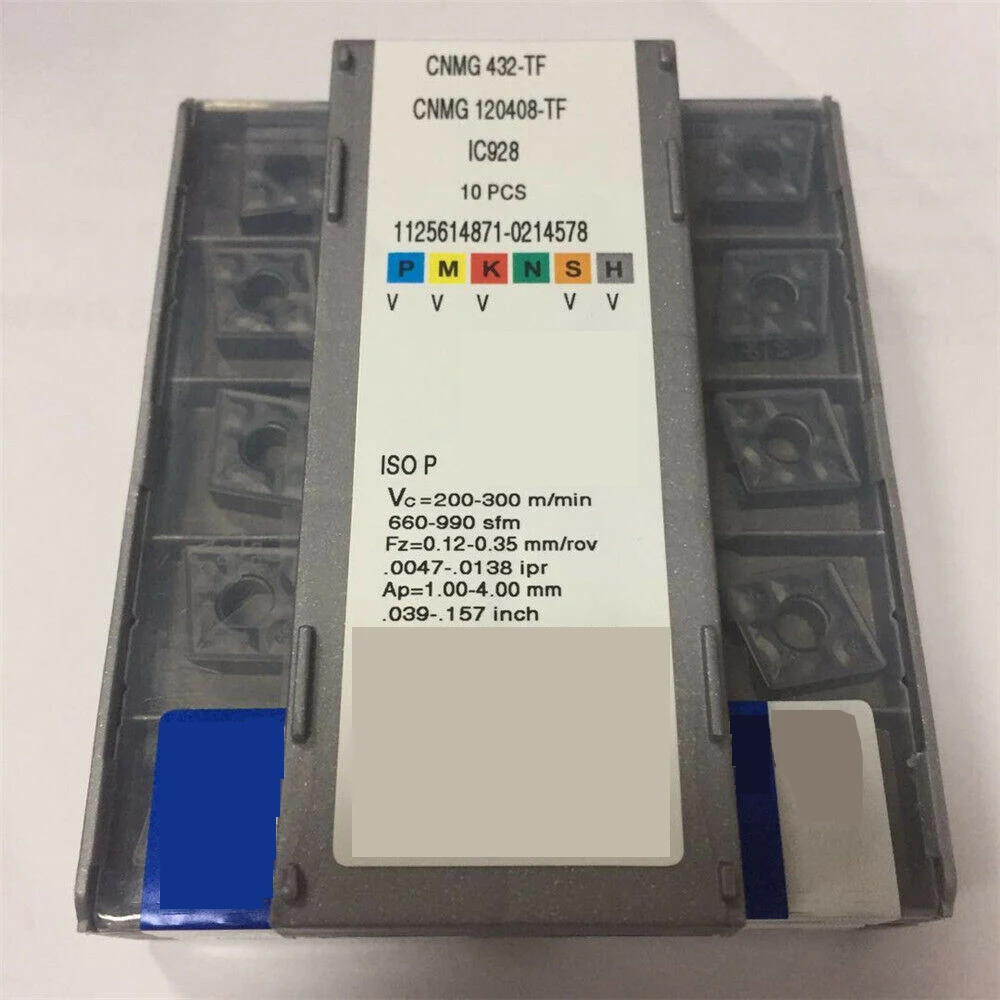 CNMG 432-TF
CNMG 120408-TF
IC928
10 PCS
1125614871-0214578
P M K N S H
V V V V V
ISO P
Vc=200-300 m/min
660-990 sfm
Fz=0.12-0.35 mm/rov
.0047-.0138 ipr
Ap=1.00-4.00 mm
.039-.157 inch